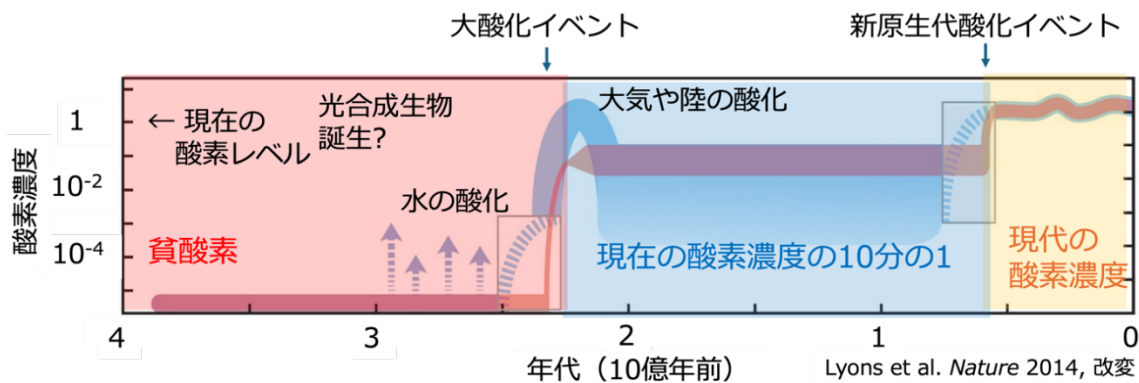 大酸化イベント
新原生代酸化イベント
酸素濃度
1
10-2
10-4
← 現在の
酸素レベル
光合成生物
誕生?
水の酸化
貧酸素
大気や陸の酸化
現在の酸素濃度の10分の1
現代の
酸素濃度
4
3
2
1
0
年代（10億年前）
Lyons et al. Nature 2014, 改変